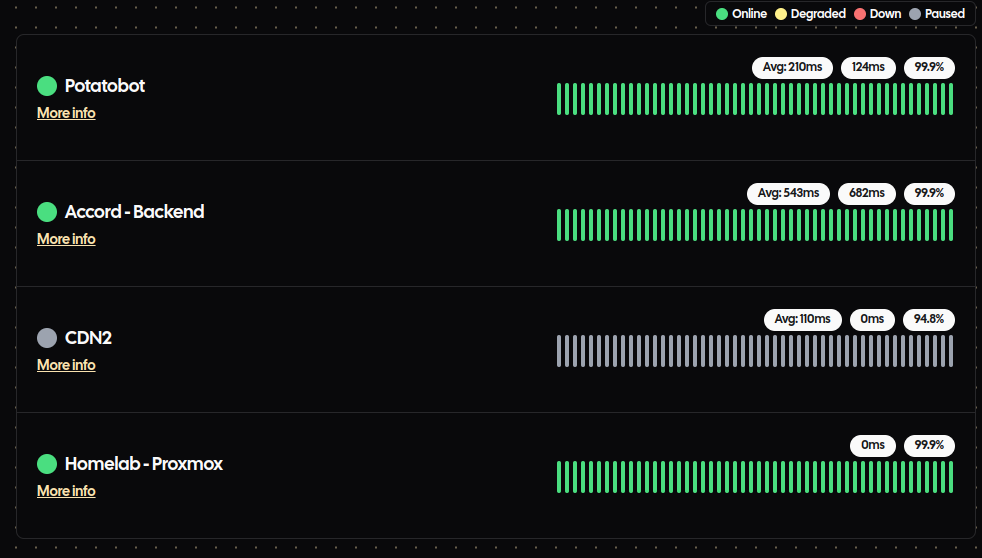 Online Degraded Down Paused
Avg: 210ms 124ms 99.9%
Potatobot
More info
Avg: 543ms 682ms 99.9%
Accord - Backend
More info
Avg: 110ms 0ms 94.8%
CDN2
More info
0ms 99.9%
Homelab - Proxmox
More info